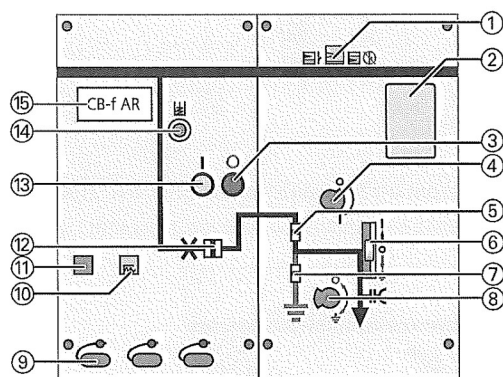 ①
②
⑮ CB-f AR
⑭
③
I O
④
⑬
O
I
⑤
⑫
⑥
I
O
⑪
⑩
⑦
⑧
O
⑨